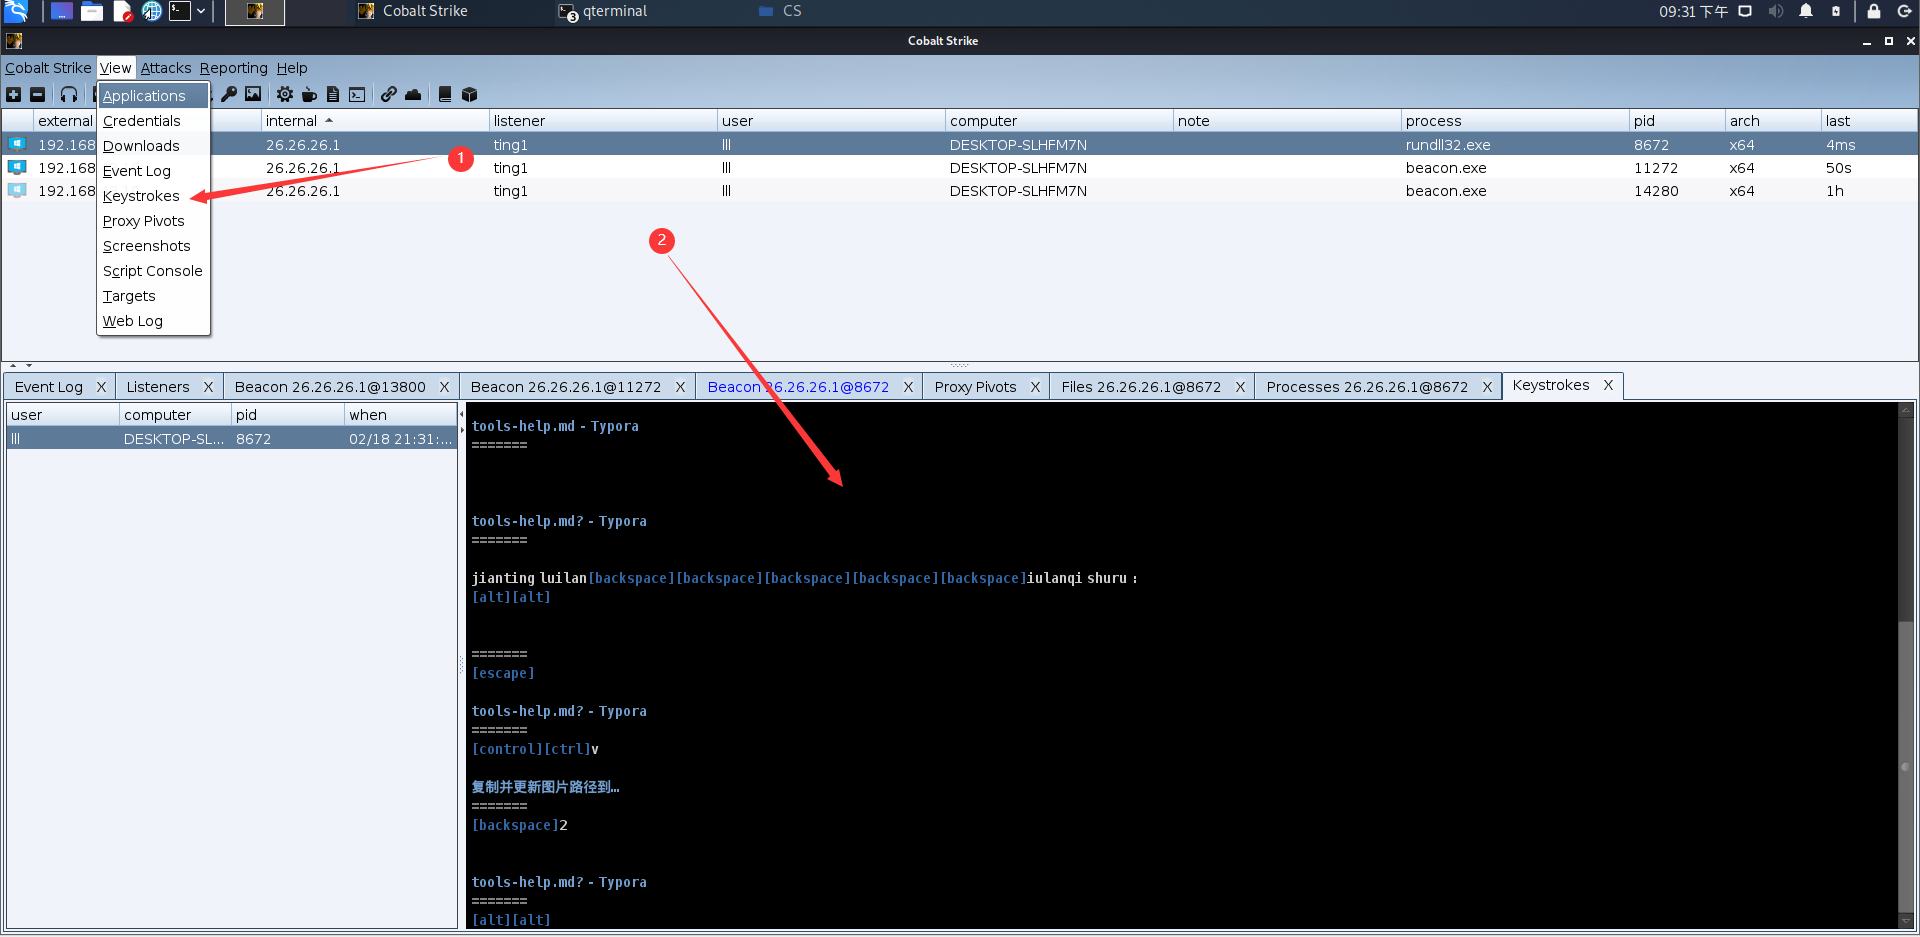 Cobalt Strike
3
qterminal
CS
09:31 下午
Cobalt Strike
Cobalt Strike View Attacks Reporting Help
external internal listener user computer note process pid arch last
192.168 26.26.26.1 ting1 lll DESKTOP-SLHFM7N rundll32.exe 8672 x64 4ms
192.168 26.26.26.1 ting1 lll DESKTOP-SLHFM7N beacon.exe 11272 x64 50s
192.168 26.26.26.1 ting1 lll DESKTOP-SLHFM7N beacon.exe 14280 x64 1h
Applications
Credentials
Downloads
Event Log
Keystrokes
Proxy Pivots
Screenshots
Script Console
Targets
Web Log
1
2
Event Log X Listeners X Beacon 26.26.26.1@13800 X Beacon 26.26.26.1@11272 X Beacon 26.26.26.1@8672 X Proxy Pivots X Files 26.26.26.1@8672 X Processes 26.26.26.1@8672 X Keystrokes X
user computer pid when
lll DESKTOP-SL... 8672 02/18 21:31:...
tools-help.md - Typora
=======
tools-help.md? - Typora
=======
jianting luilan[backspace][backspace][backspace][backspace][backspace]iulanqi shuru :
[alt][alt]
=======
[escape]
tools-help.md? - Typora
=======
[control][ctrl]v
复制并更新图片路径到…
=======
[backspace]2
tools-help.md? - Typora
=======
[alt][alt]